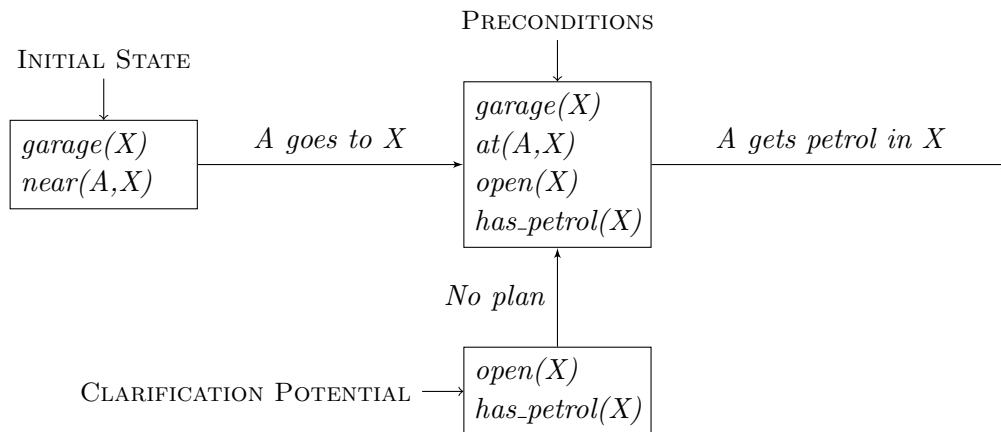 PRECONDITIONS
INITIAL STATE
garage(X)
near(A,X)
A goes to X
garage(X)
at(A,X)
open(X)
has_petrol(X)
A gets petrol in X
No plan
CLARIFICATION POTENTIAL
open(X)
has_petrol(X)